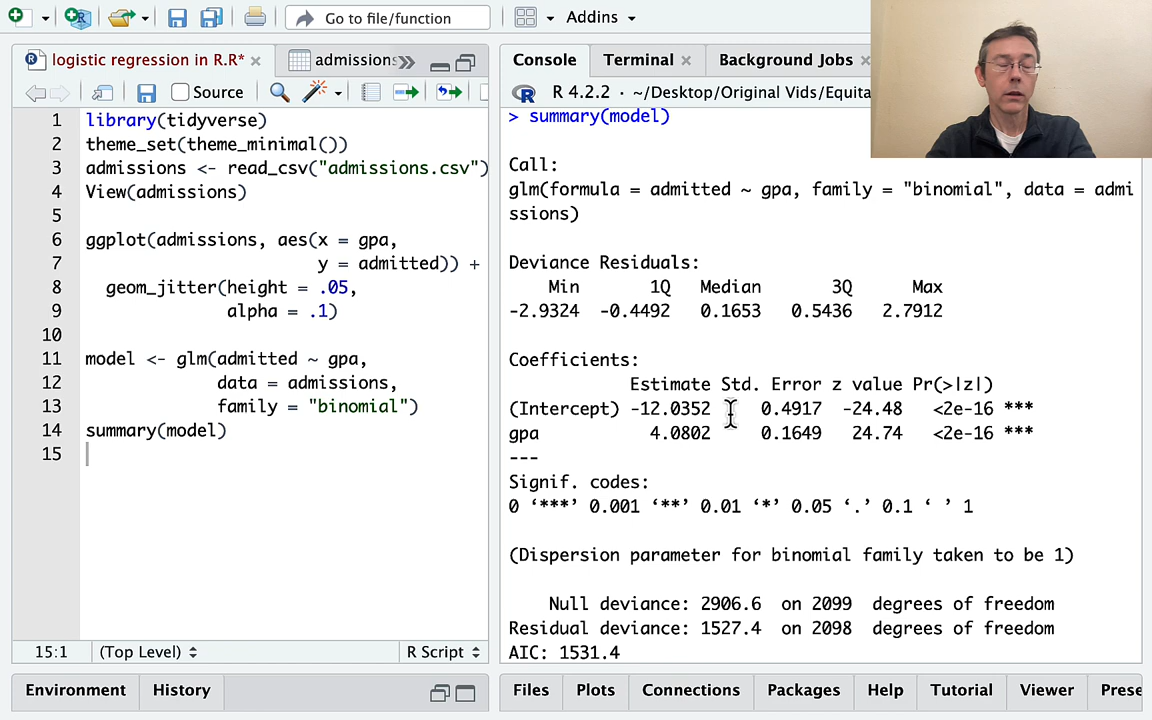 Go to file/function
Addins
logistic regression in R.R*
admissions
Source
1 library(tidyverse)
2 theme_set(theme_minimal())
3 admissions <- read_csv("admissions.csv")
4 View(admissions)
5
6 ggplot(admissions, aes(x = gpa,
7 y = admitted)) +
8 geom_jitter(height = .05,
9 alpha = .1)
10
11 model <- glm(admitted ~ gpa,
12 data = admissions,
13 family = "binomial")
14 summary(model)
15
15:1 (Top Level) R Script
Environment History
Console Terminal Background Jobs
R 4.2.2 · ~/Desktop/Original Vids/Equita
> summary(model)
Call:
glm(formula = admitted ~ gpa, family = "binomial", data = admi
ssions)
Deviance Residuals:
Min 1Q Median 3Q Max
-2.9324 -0.4492 0.1653 0.5436 2.7912
Coefficients:
Estimate Std. Error z value Pr(>|z|)
(Intercept) -12.0352 0.4917 -24.48 <2e-16 ***
gpa 4.0802 0.1649 24.74 <2e-16 ***
---
Signif. codes:
0 ‘***’ 0.001 ‘**’ 0.01 ‘*’ 0.05 ‘.’ 0.1 ‘ ’ 1
(Dispersion parameter for binomial family taken to be 1)
Null deviance: 2906.6 on 2099 degrees of freedom
Residual deviance: 1527.4 on 2098 degrees of freedom
AIC: 1531.4
Files Plots Connections Packages Help Tutorial Viewer Prese